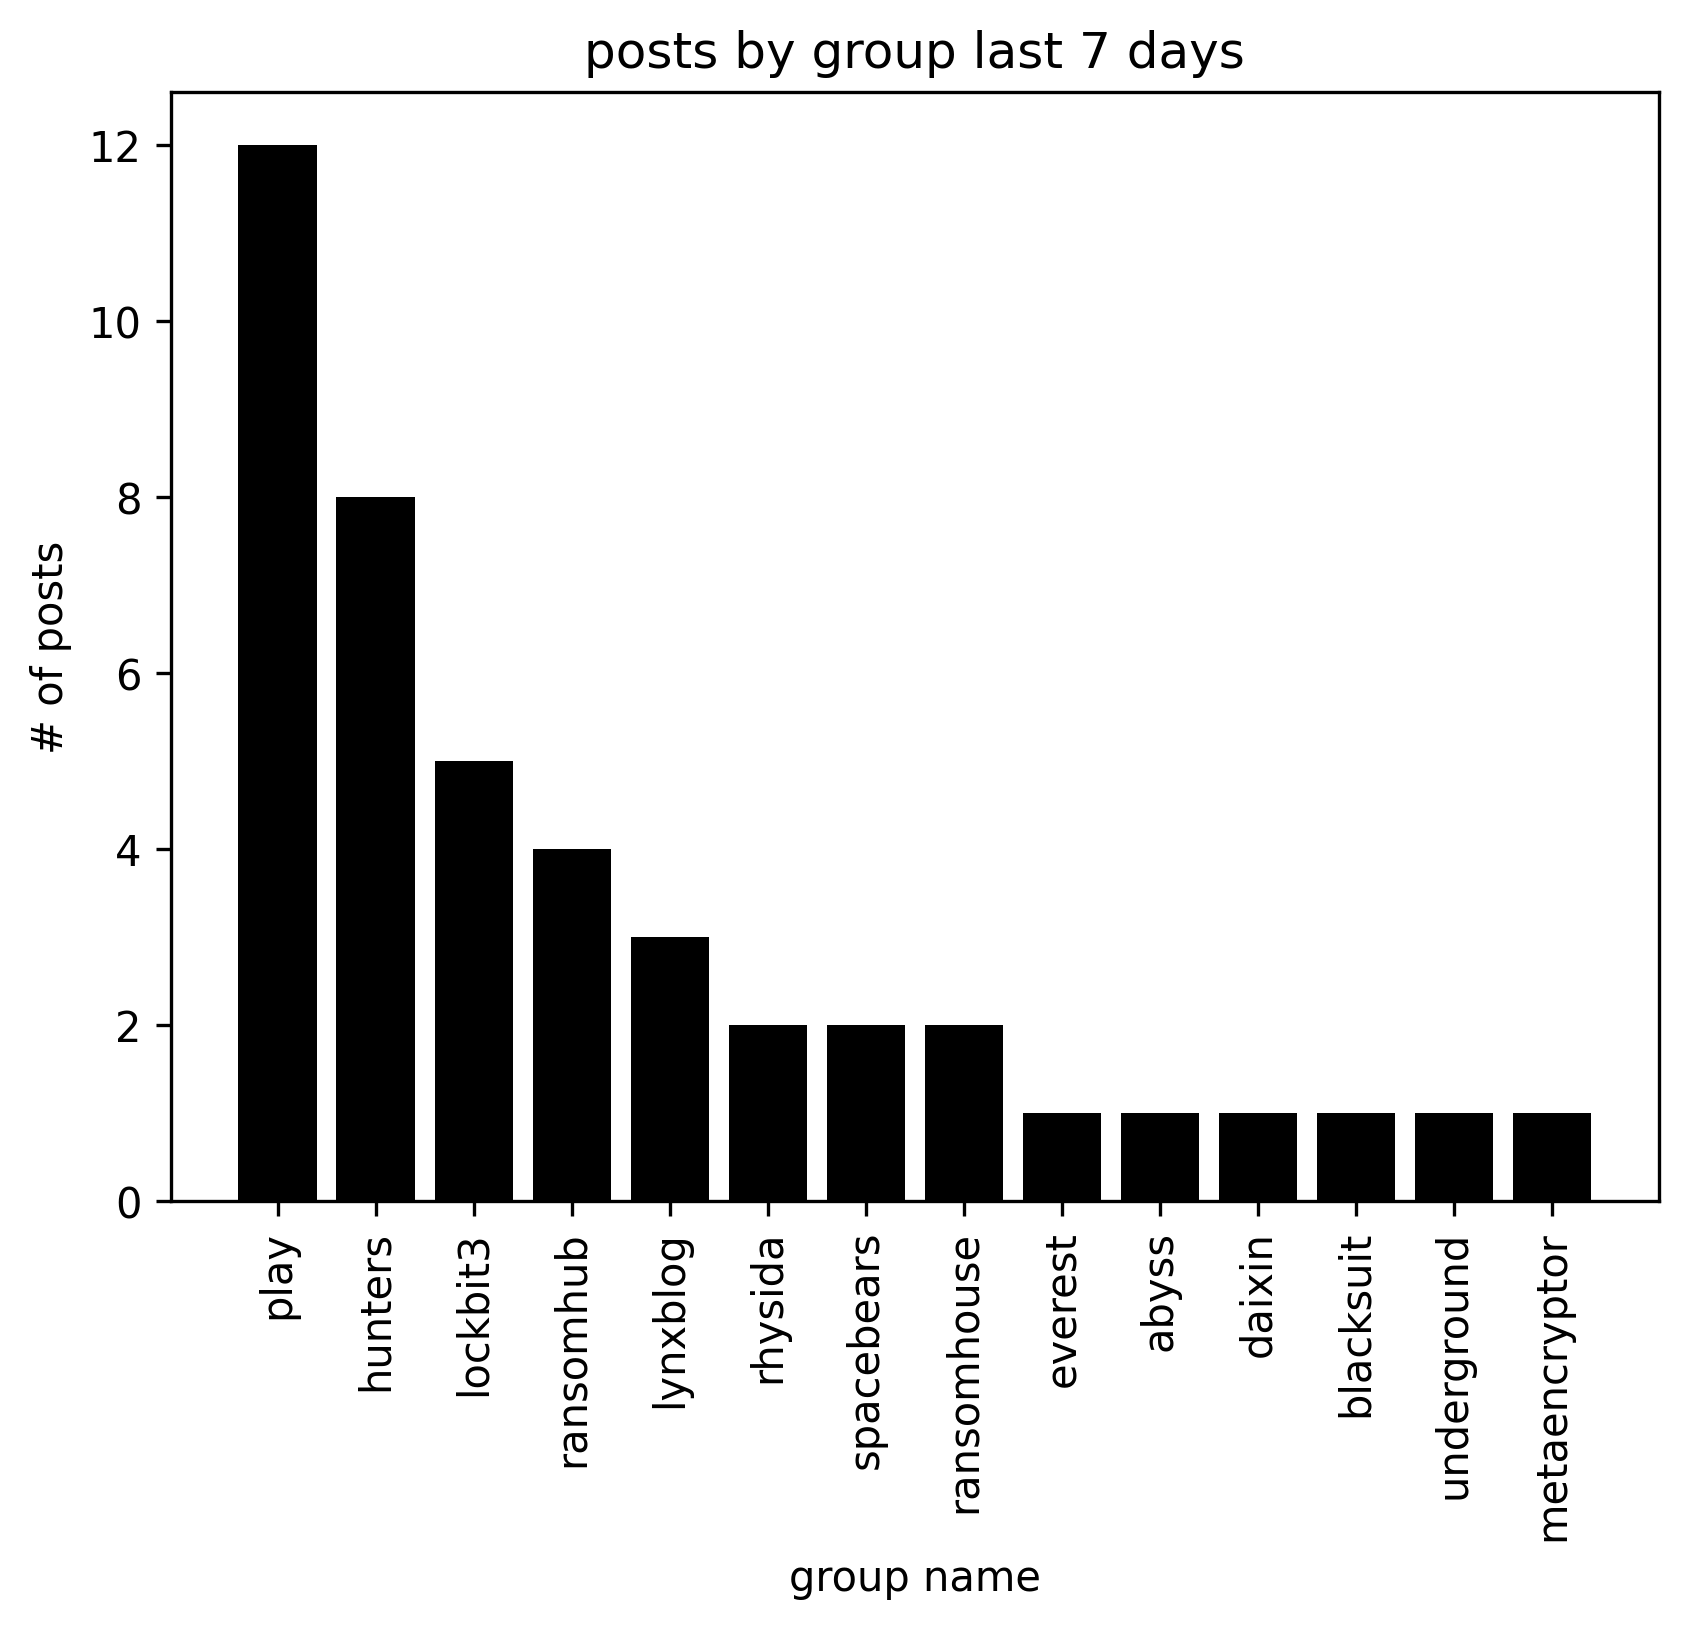 posts by group last 7 days
12
10
8
6
4
2
0
# of posts
play
hunters
lockbit3
ransomhub
lynxblog
rhysida
spacebears
ransomhouse
everest
abyss
daixin
blacksuit
underground
metaencryptor
group name